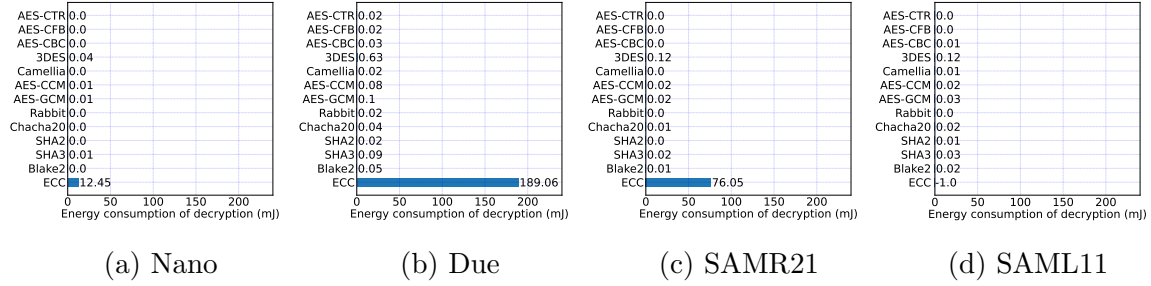 AES-CTR 0.0
AES-CFB 0.0
AES-CBC 0.0
3DES 0.04
Camellia 0.0
AES-CCM 0.01
AES-GCM 0.01
Rabbit 0.0
Chacha20 0.0
SHA2 0.0
SHA3 0.01
Blake2 0.0
ECC 12.45
0 50 100 150 200
Energy consumption of decryption (mJ)
(a) Nano
AES-CTR 0.02
AES-CFB 0.02
AES-CBC 0.03
3DES 0.63
Camellia 0.02
AES-CCM 0.08
AES-GCM 0.1
Rabbit 0.02
Chacha20 0.04
SHA2 0.02
SHA3 0.09
Blake2 0.05
ECC 189.06
0 50 100 150 200
Energy consumption of decryption (mJ)
(b) Due
AES-CTR 0.0
AES-CFB 0.0
AES-CBC 0.0
3DES 0.12
Camellia 0.0
AES-CCM 0.02
AES-GCM 0.02
Rabbit 0.0
Chacha20 0.01
SHA2 0.0
SHA3 0.02
Blake2 0.01
ECC 76.05
0 50 100 150 200
Energy consumption of decryption (mJ)
(c) SAMR21
AES-CTR 0.0
AES-CFB 0.0
AES-CBC 0.01
3DES 0.12
Camellia 0.01
AES-CCM 0.02
AES-GCM 0.03
Rabbit 0.0
Chacha20 0.02
SHA2 0.01
SHA3 0.03
Blake2 0.02
ECC -1.0
0 50 100 150 200
Energy consumption of decryption (mJ)
(d) SAML11